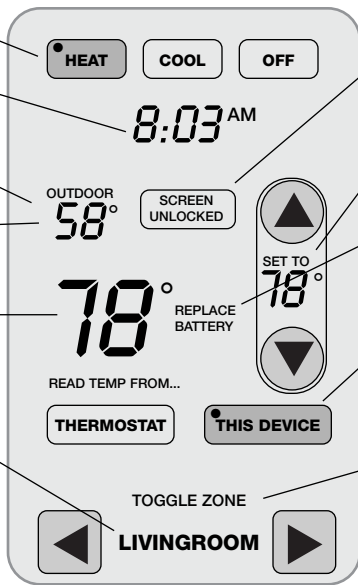 HEAT COOL OFF
8:03 AM
OUTDOOR
58°
SCREEN
UNLOCKED
SET TO
78°
78°
REPLACE
BATTERY
READ TEMP FROM...
THERMOSTAT THIS DEVICE
TOGGLE ZONE
LIVINGROOM